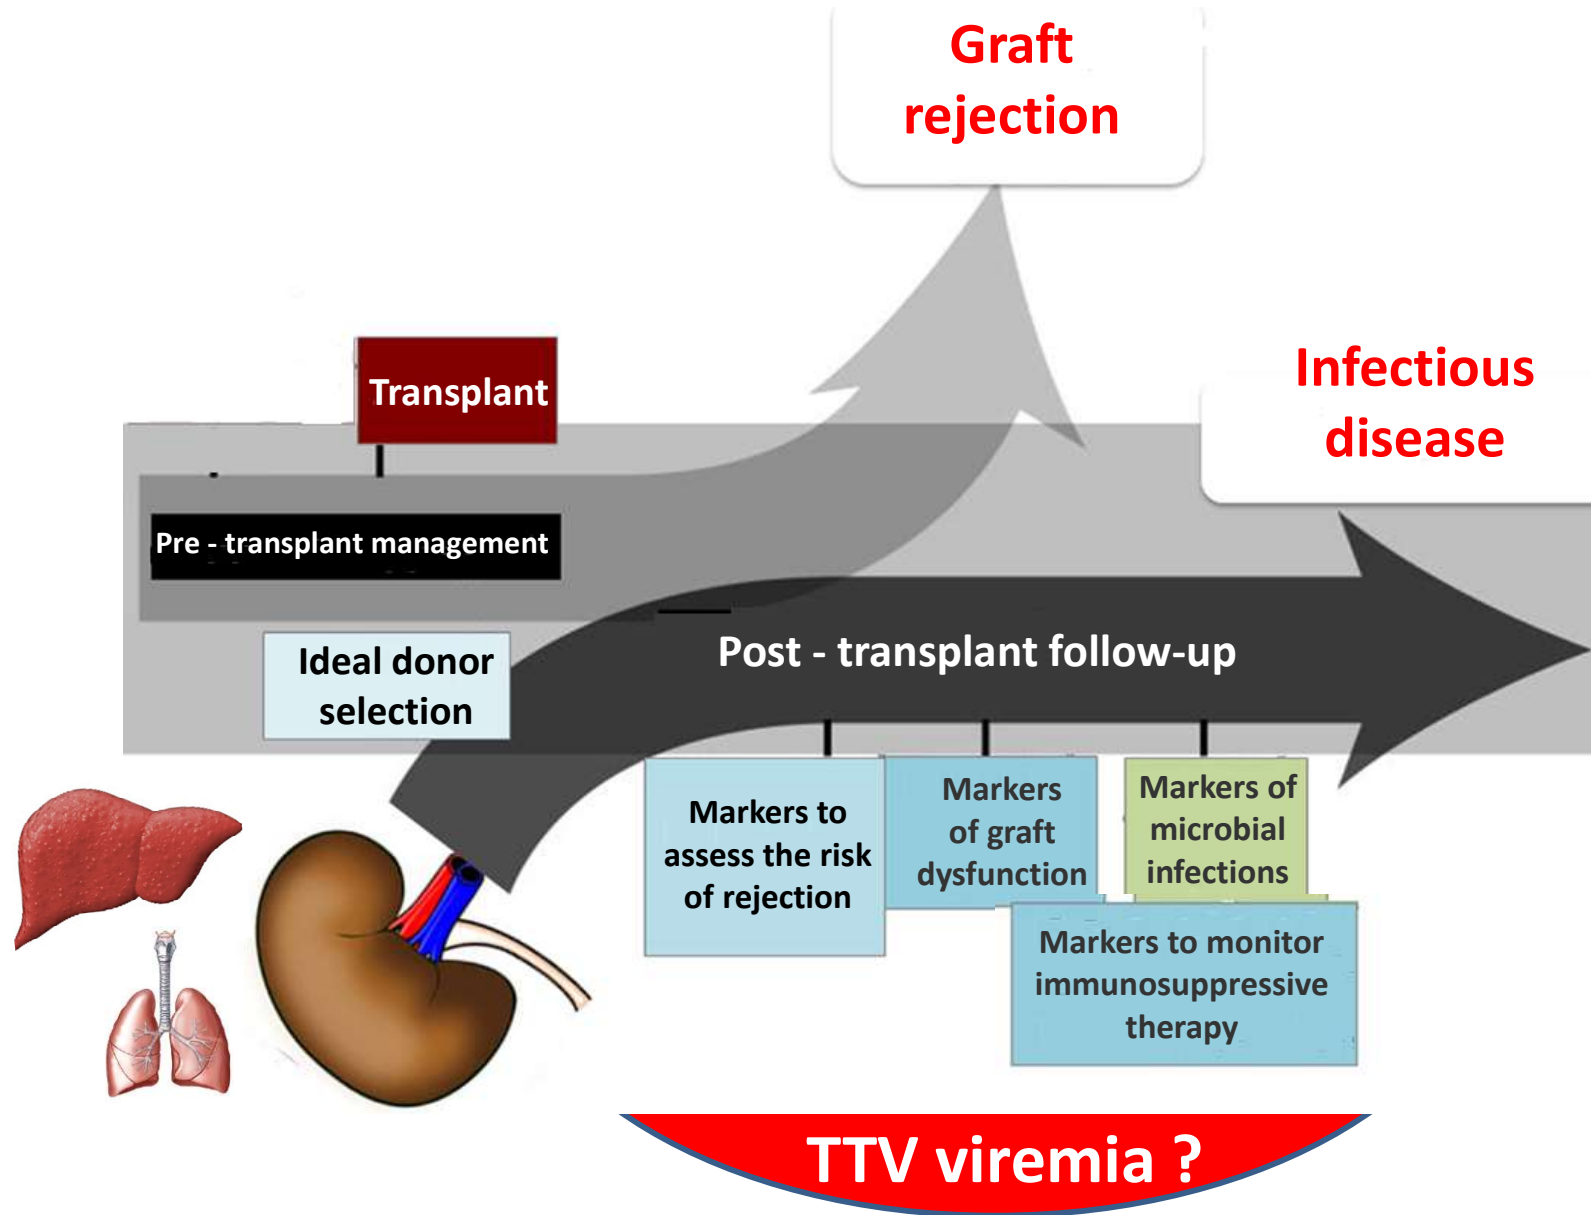 Graft
rejection
Infectious
disease
Transplant
Pre - transplant management
Ideal donor
selection
Post - transplant follow-up
Markers to
assess the risk
of rejection
Markers
of graft
dysfunction
Markers of
microbial
infections
Markers to monitor
immunosuppressive
therapy
TTV viremia ?